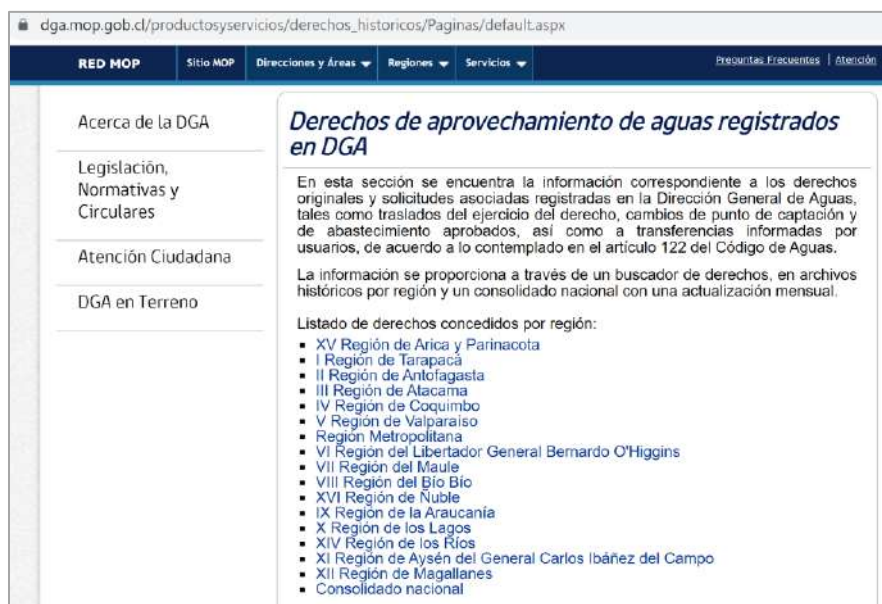 dga.mop.gob.cl/productosyservicios/derechos_historicos/Paginas/default.aspx
RED MOP
Sitio MOP
Direcciones y Áreas
Regiones
Servicios
Preguntas Frecuentes | Atención
Acerca de la DGA
Legislación,
Normativas y
Circulares
Atención Ciudadana
DGA en Terreno
Derechos de aprovechamiento de aguas registrados
en DGA
En esta sección se encuentra la información correspondiente a los derechos
originales y solicitudes asociadas registradas en la Dirección General de Aguas,
tales como traslados del ejercicio del derecho, cambios de punto de captación y
de abastecimiento aprobados, así como a transferencias informadas por
usuarios, de acuerdo a lo contemplado en el artículo 122 del Código de Aguas.
La información se proporciona a través de un buscador de derechos, en archivos
históricos por región y un consolidado nacional con una actualización mensual.
Listado de derechos concedidos por región:
XV Región de Arica y Parinacota
I Región de Tarapacá
II Región de Antofagasta
III Región de Atacama
IV Región de Coquimbo
V Región de Valparaíso
Región Metropolitana
VI Región del Libertador General Bernardo O'Higgins
VII Región del Maule
VIII Región del Bío Bío
XVI Región de Ñuble
IX Región de la Araucanía
X Región de los Lagos
XIV Región de los Ríos
XI Región de Aysén del General Carlos Ibáñez del Campo
XII Región de Magallanes
Consolidado nacional